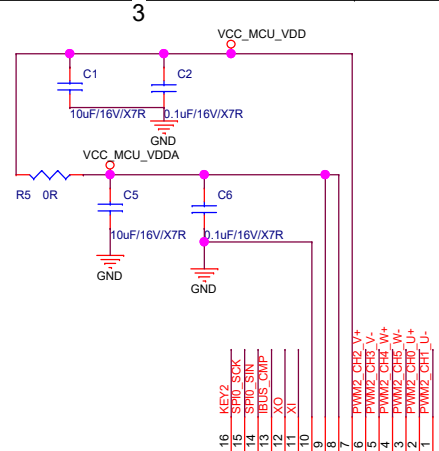 3
VCC_MCU_VDD
C1
C2
10uF/16V/X7R
0.1uF/16V/X7R
GND
VCC_MCU_VDDA
R5 0R
C5
C6
10uF/16V/X7R
0.1uF/16V/X7R
GND
GND
KEY2
SPI0_SCK
SPI0_SIN
IBUS_CMP
XO
XI
PWM2_CH2_V+
PWM2_CH3_V-
PWM2_CH4_W+
PWM2_CH5_W-
PWM2_CH0_U+
PWM2_CH1_U-
16
15
14
13
12
11
10
9
8
7
6
5
4
3
2
1